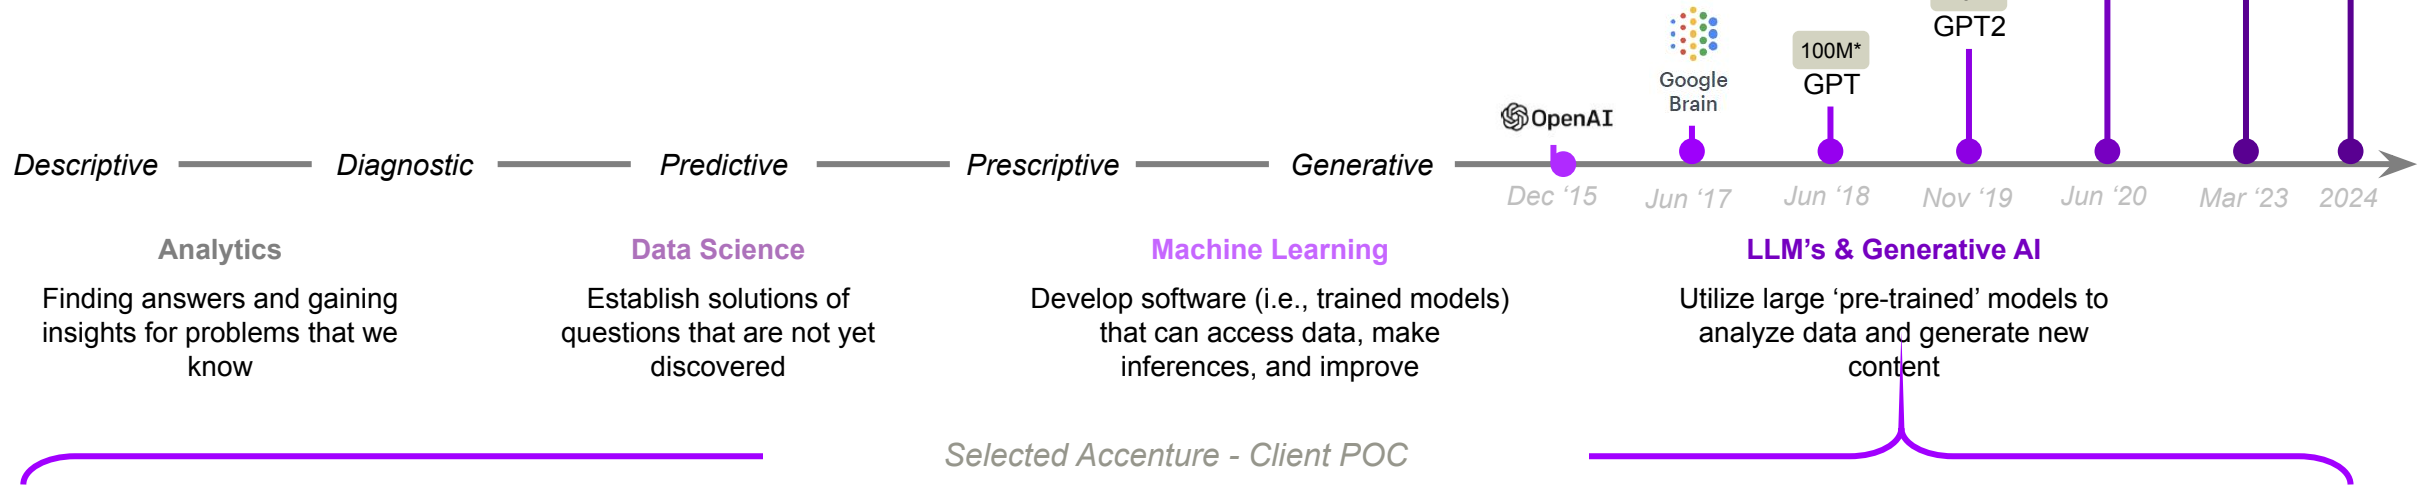 GPT2
100M*
GPT
Google
Brain
OpenAI
Descriptive
Diagnostic
Predictive
Prescriptive
Generative
Dec ‘15
Jun ‘17
Jun ‘18
Nov ‘19
Jun ‘20
Mar ‘23
2024
Analytics
Finding answers and gaining
insights for problems that we
know
Data Science
Establish solutions of
questions that are not yet
discovered
Machine Learning
Develop software (i.e., trained models)
that can access data, make
inferences, and improve
LLM’s & Generative AI
Utilize large ‘pre-trained’ models to
analyze data and generate new
content
Selected Accenture - Client POC